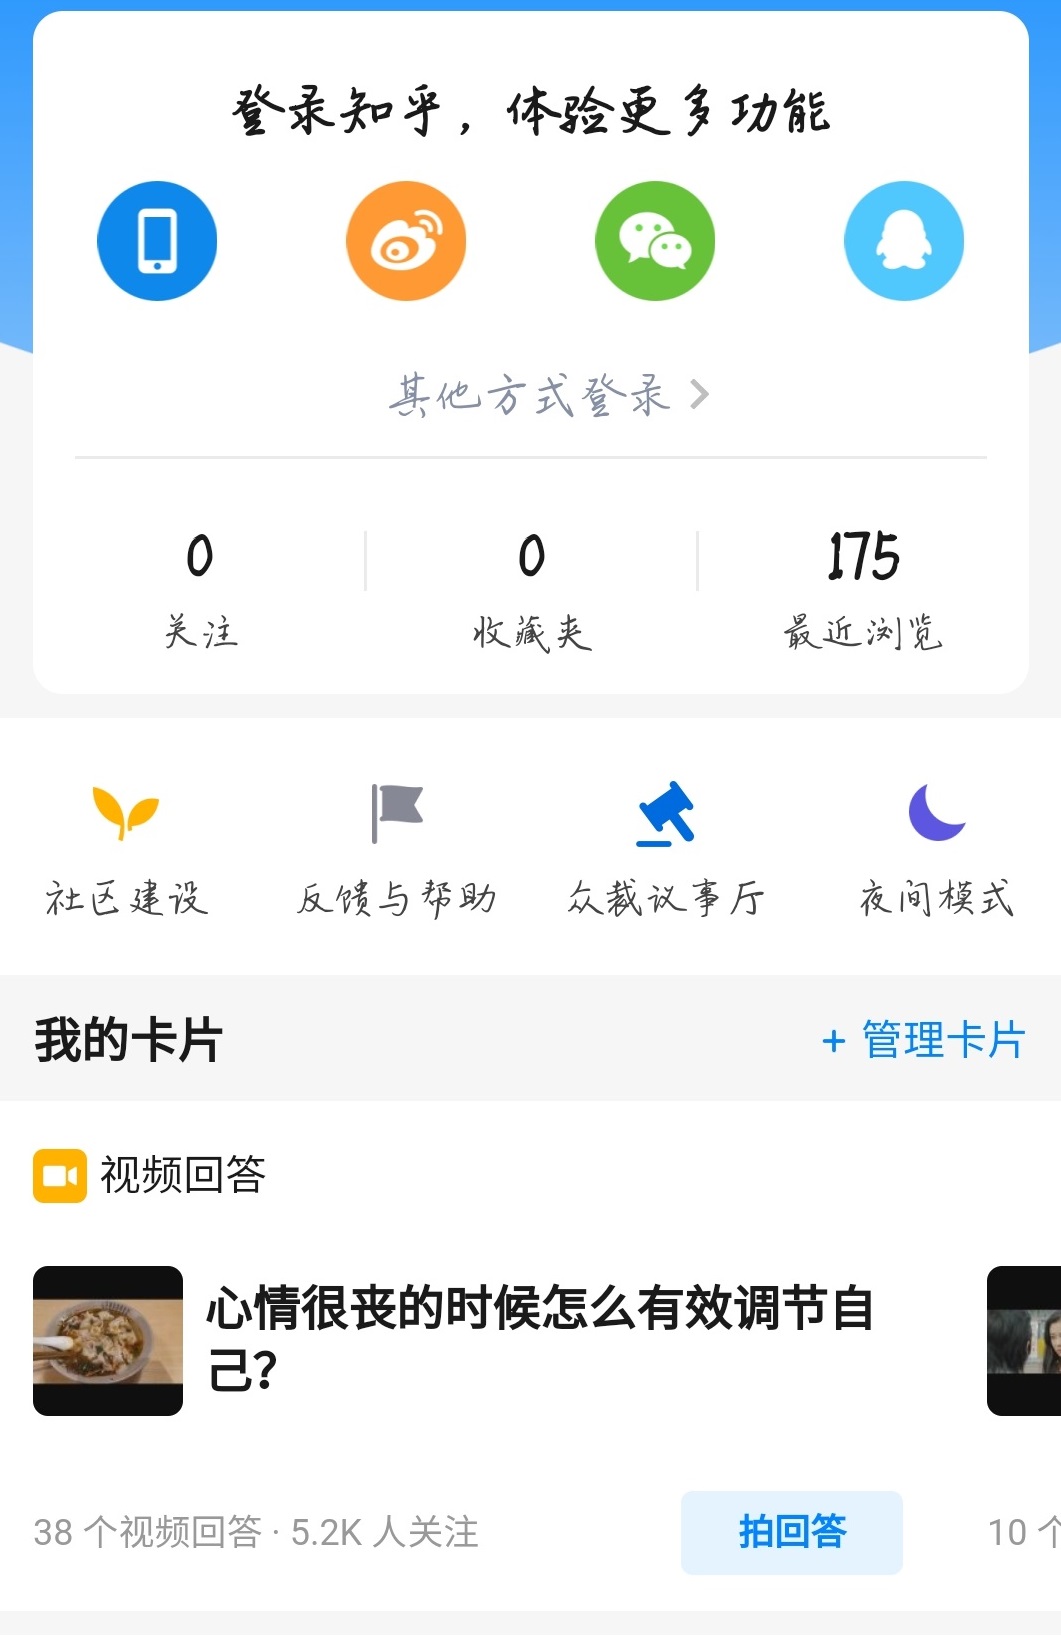 登录知乎，体验更多功能
其他方式登录
0
0
175
关注
收藏夹
最近浏览
社区建设
反馈与帮助
众裁议事厅
夜间模式
我的卡片
+ 管理卡片
视频回答
心情很丧的时候怎么有效调节自
己？
38 个视频回答 · 5.2K 人关注
拍回答
10 个